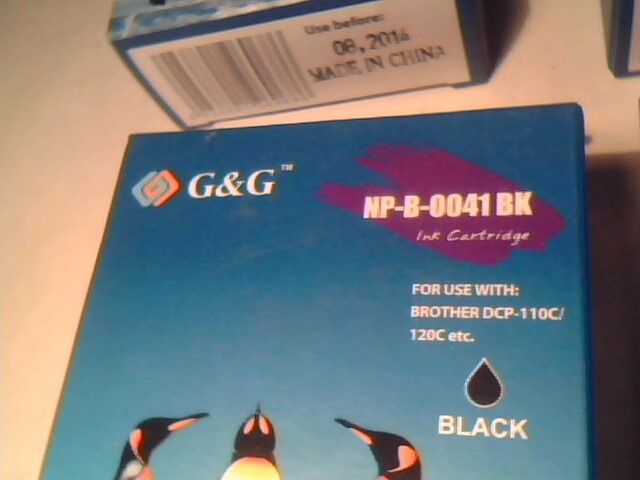 Use before:
08.2014
MADE IN CHINA
G&G™
NP-B-0041 BK
Ink Cartridge
FOR USE WITH:
BROTHER DCP-110C/
120C etc.
BLACK